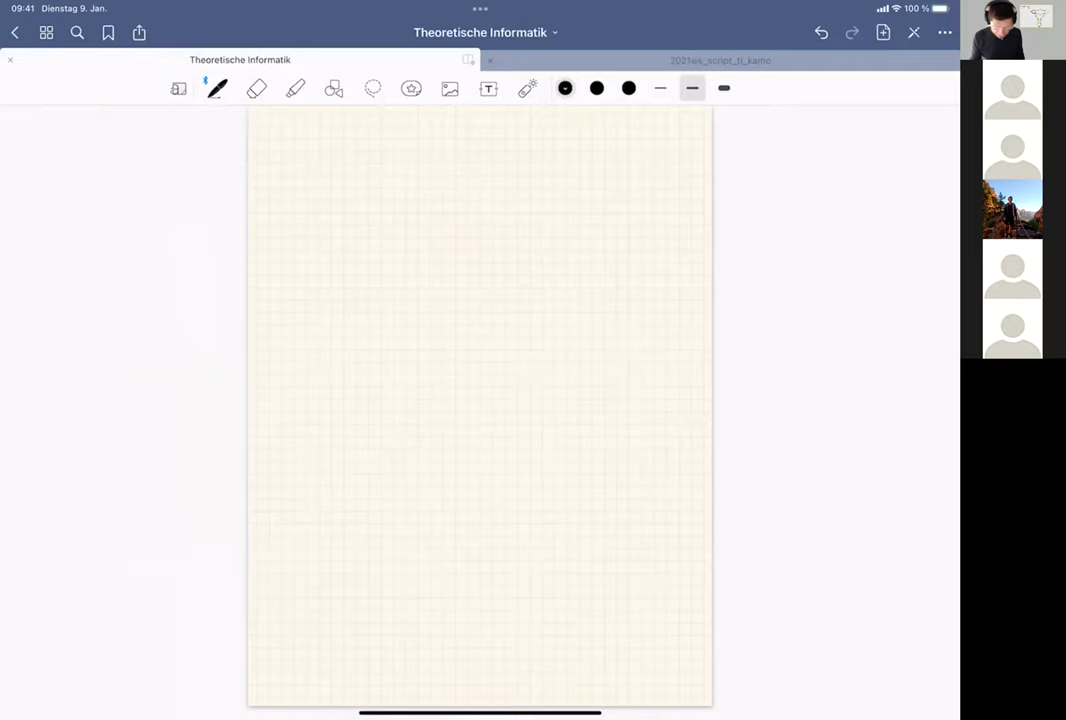 09:41 Dienstag 9. Jan. 100 %
Theoretische Informatik
Theoretische Informatik
2021ws_script_ti_kamo
T